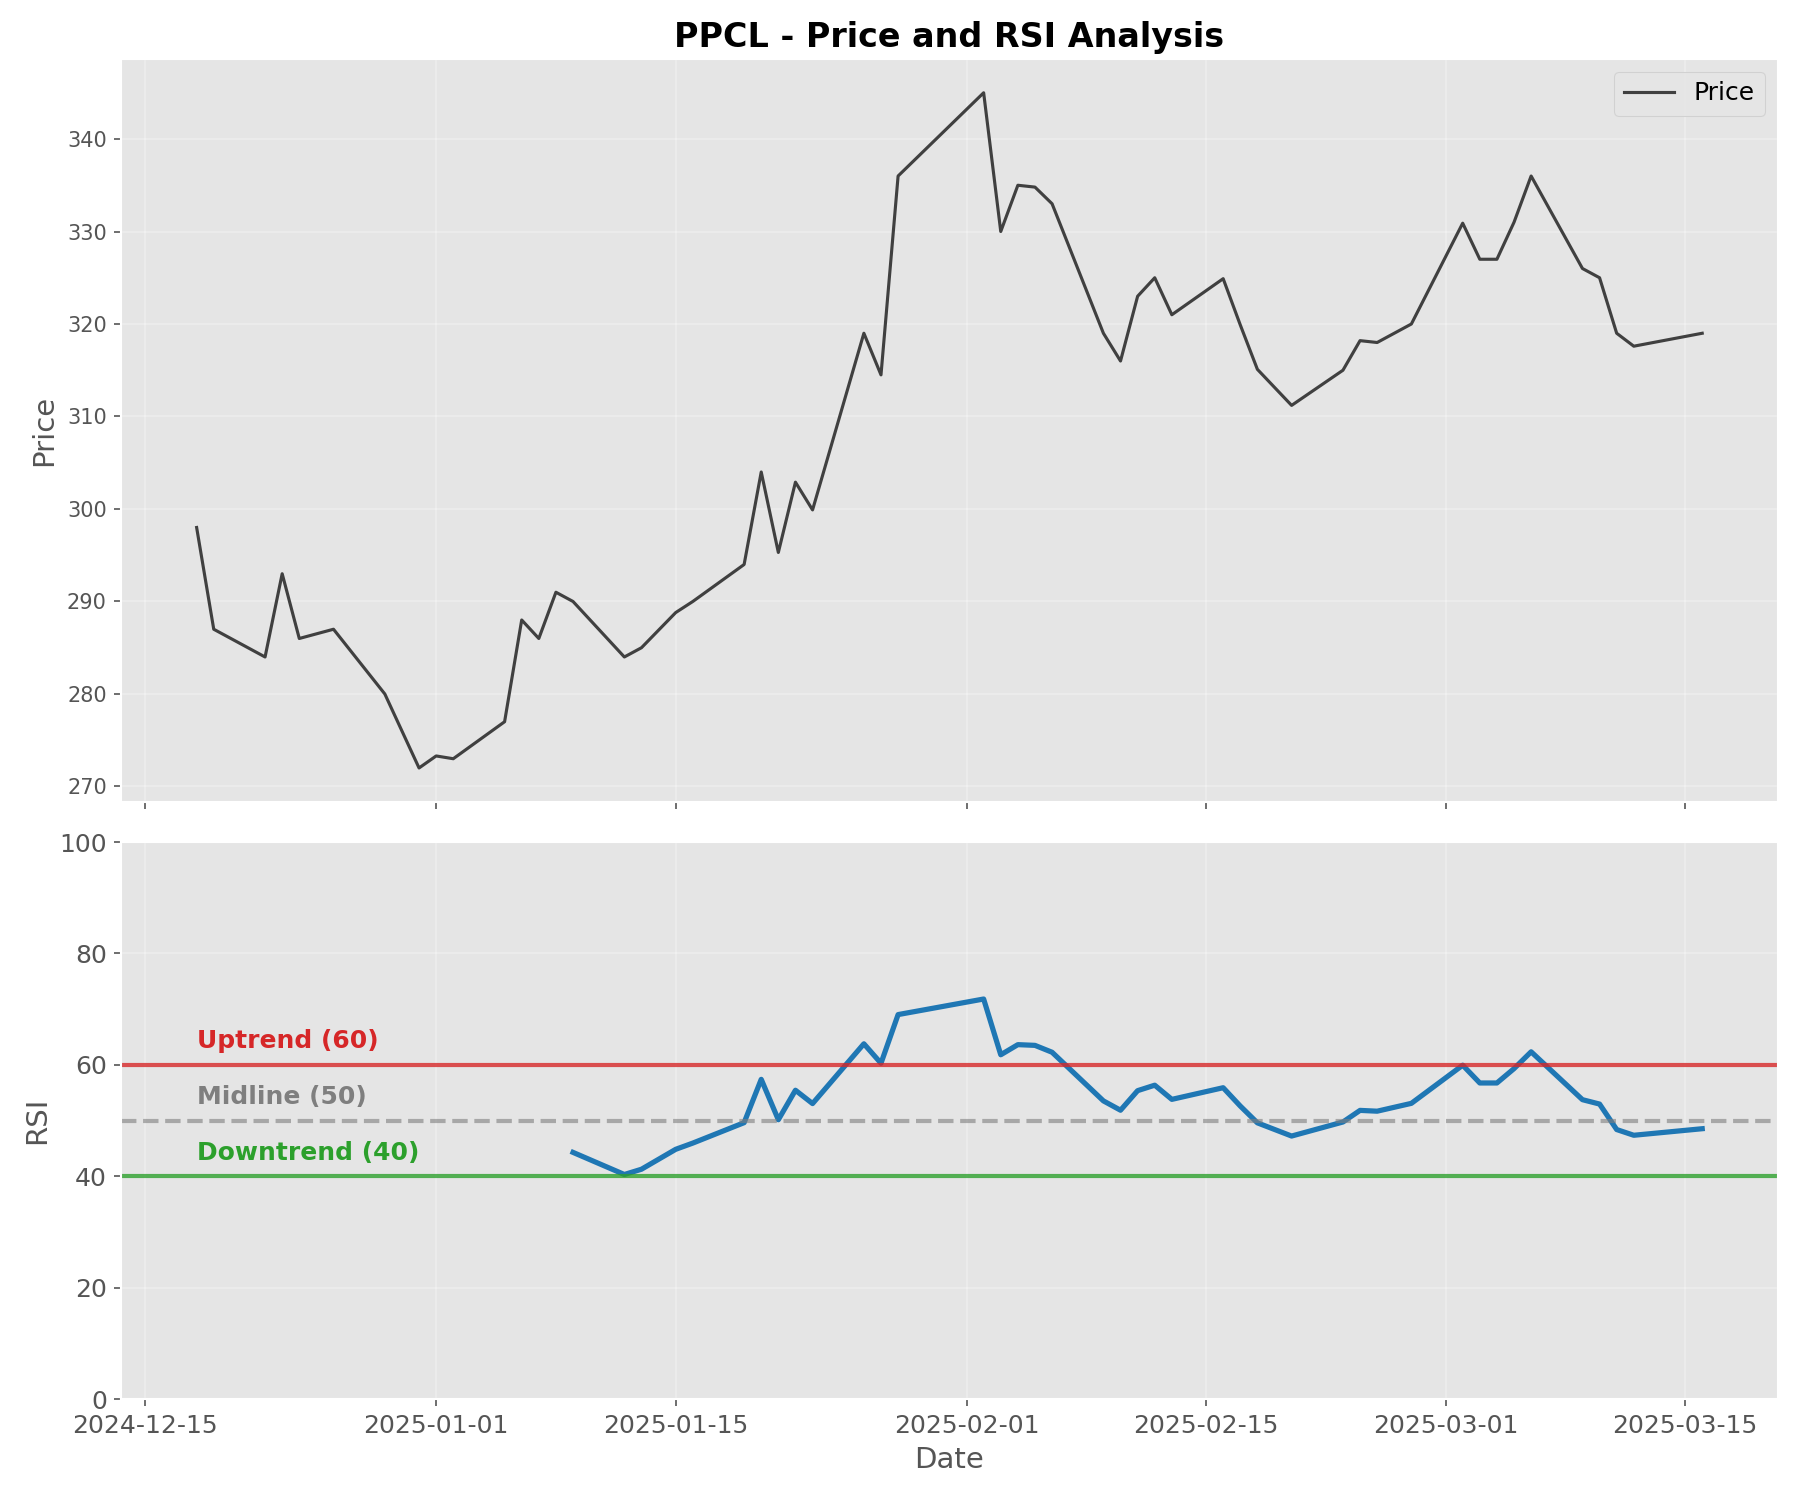 PPCL - Price and RSI Analysis
Price
340
330
320
310
300
290
280
270
Price
100
80
60
40
20
0
RSI
Uptrend (60)
Midline (50)
Downtrend (40)
2024-12-15
2025-01-01
2025-01-15
2025-02-01
2025-02-15
2025-03-01
2025-03-15
Date